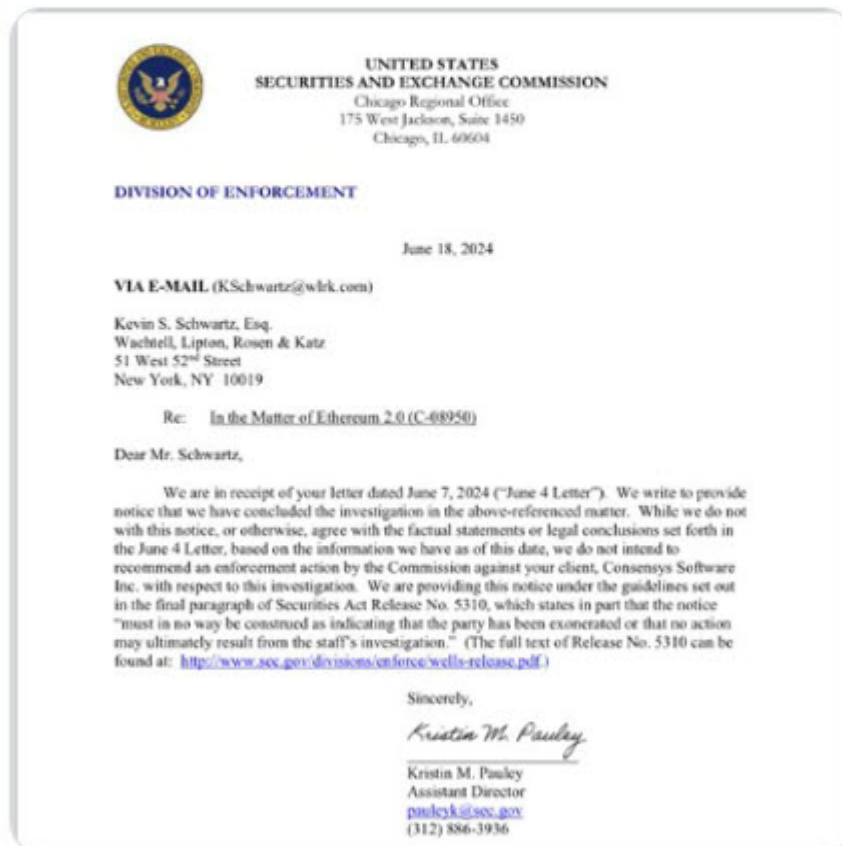 UNITED STATES
SECURITIES AND EXCHANGE COMMISSION
Chicago Regional Office
175 West Jackson, Suite 1450
Chicago, IL 60604
DIVISION OF ENFORCEMENT
June 18, 2024
VIA E-MAIL (KSchwartz@wlrk.com)
Kevin S. Schwartz, Esq.
Wachtell, Lipton, Rosen & Katz
51 West 52nd Street
New York, NY 10019
Re: In the Matter of Ethereum 2.0 (C-08950)
Dear Mr. Schwartz,
We are in receipt of your letter dated June 7, 2024 (“June 4 Letter”). We write to provide
notice that we have concluded the investigation in the above-referenced matter. While we do not
with this notice, or otherwise, agree with the factual statements or legal conclusions set forth in
the June 4 Letter, based on the information we have as of this date, we do not intend to
recommend an enforcement action by the Commission against your client, Consensys Software
Inc. with respect to this investigation. We are providing this notice under the guidelines set out
in the final paragraph of Securities Act Release No. 5310, which states in part that the notice
“must in no way be construed as indicating that the party has been exonerated or that no action
may ultimately result from the staff’s investigation.” (The full text of Release No. 5310 can be
found at: http://www.sec.gov/divisions/enforce/wells-release.pdf.)
Sincerely,
Kristin M. Pauley
Kristin M. Pauley
Assistant Director
pauleyk@sec.gov
(312) 886-3936